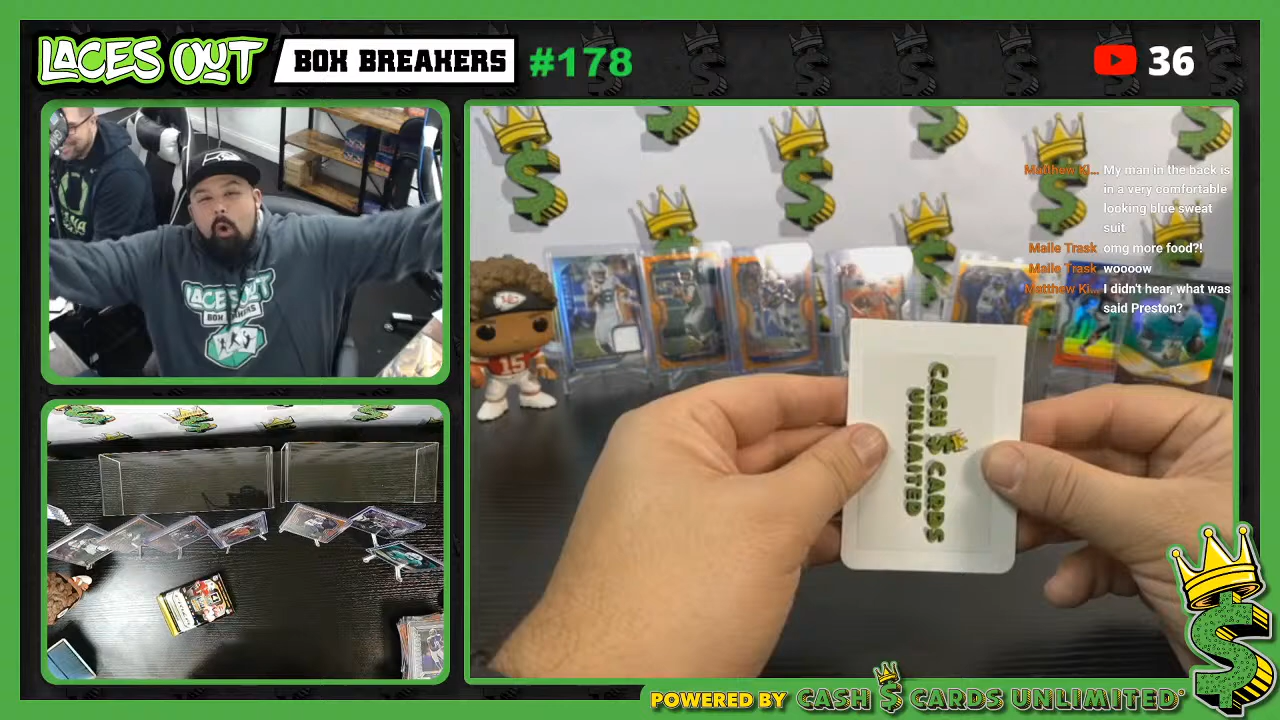 LACES OUT
BOX BREAKERS
#178
36
Matthew Ki... My man in the back is
in a very comfortable
looking blue sweat
suit
Maile Trask omg more food?!
Maile Trask woooow
Matthew Ki... I didn't hear, what was
said Preston?
LACES OUT
BOX BREAKERS
15
CASH $ CARDS
UNLIMITED
POWERED BY CASH $ CARDS UNLIMITED